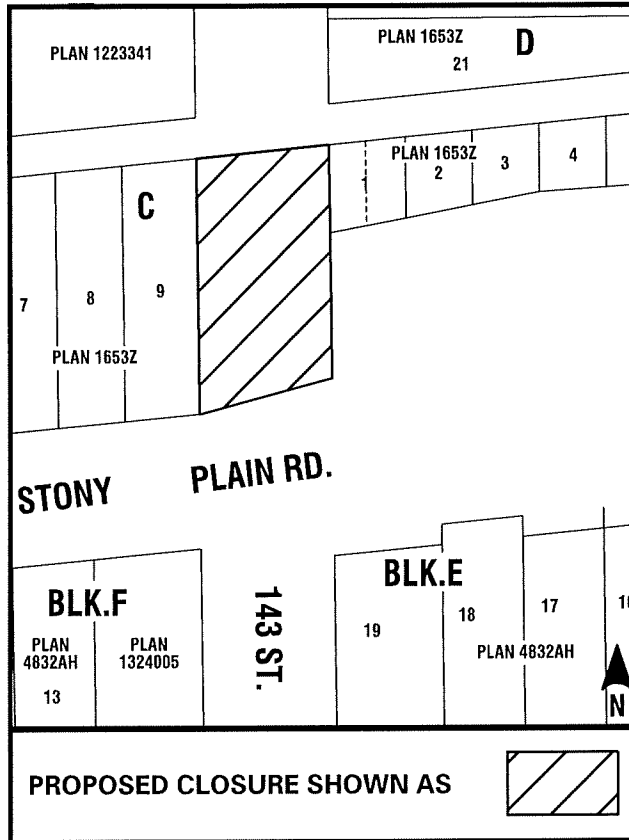 PLAN 1223341
PLAN 1653Z
D
21
PLAN 1653Z
1
2
3
4
C
7
8
9
PLAN 1653Z
STONY PLAIN RD.
BLK.F
PLAN
4832AH
13
PLAN
1324005
143 ST.
BLK.E
19
18
17
PLAN 4832AH
N
PROPOSED CLOSURE SHOWN AS